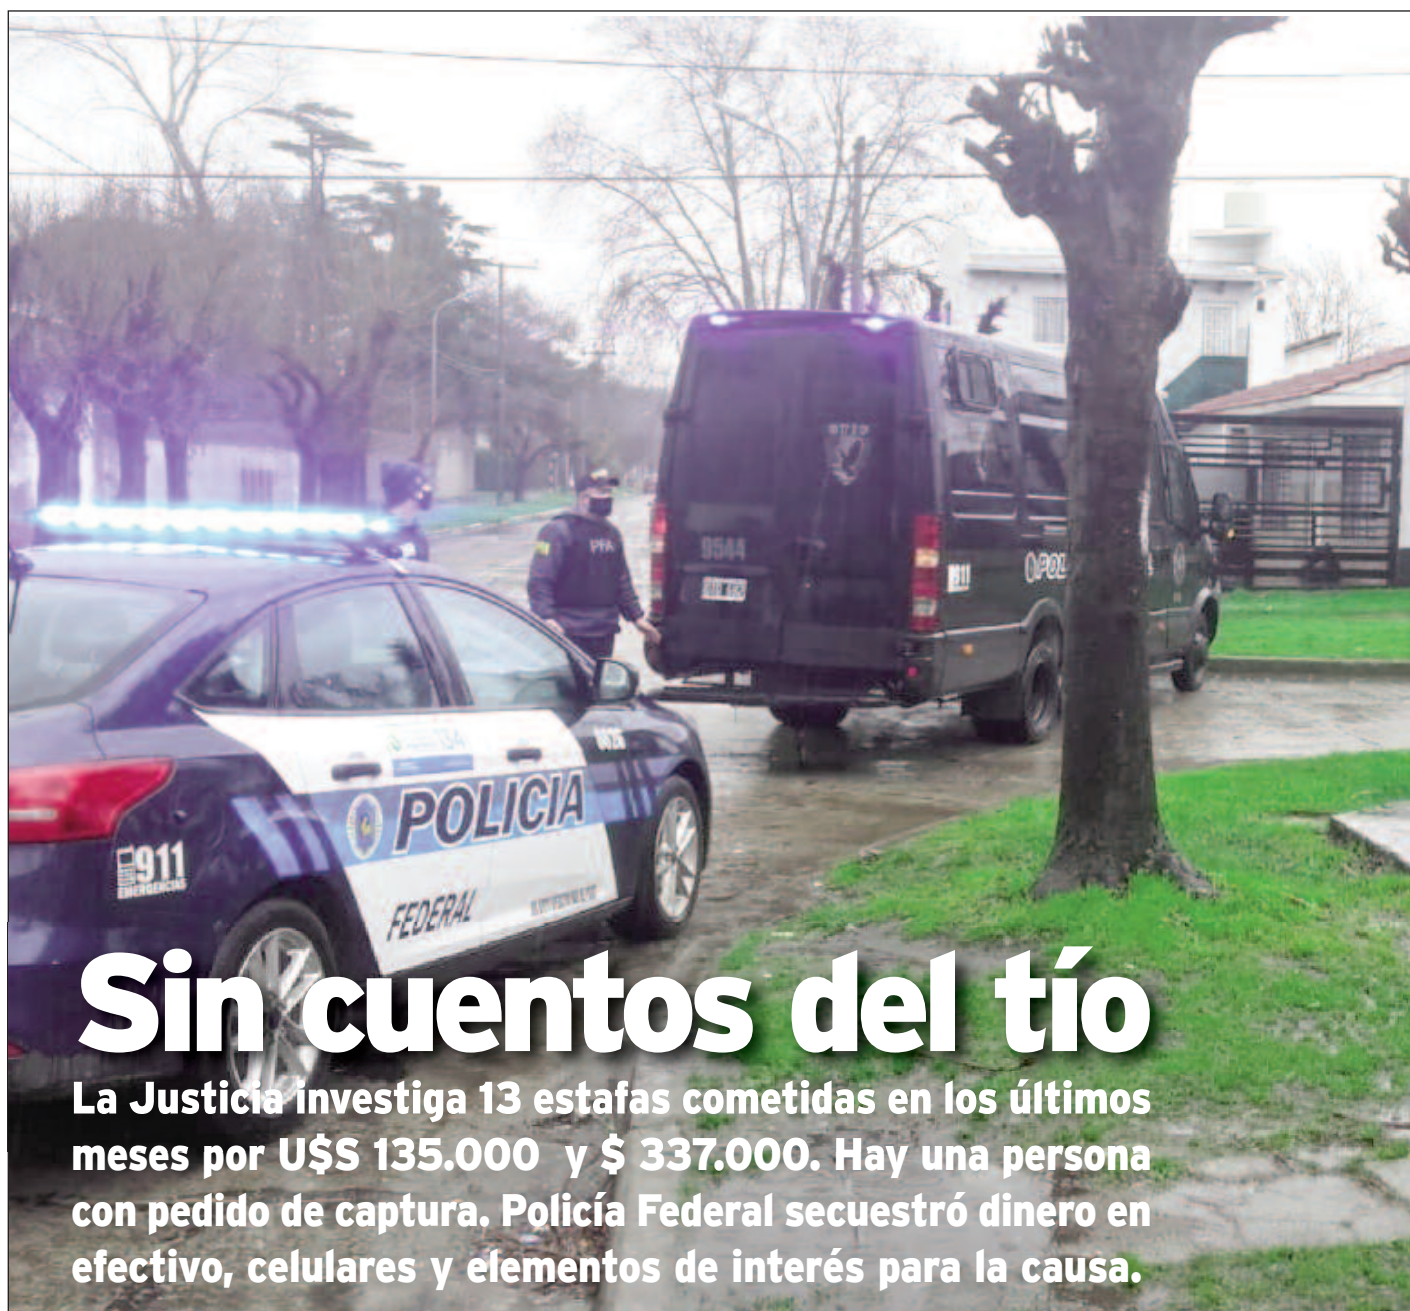 PFA
9544
911
POL
134
0626
POLICIA
911
EMERGENCIAS
FEDERAL
Sin cuentos del tío
La Justicia investiga 13 estafas cometidas en los últimos
meses por U$S 135.000 y $ 337.000. Hay una persona
con pedido de captura. Policía Federal secuestró dinero en
efectivo, celulares y elementos de interés para la causa.